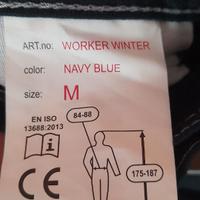 ART.no: WORKER WINTER
color: NAVY BLUE
size: M
84-88
EN ISO
13688:2013
i
175-187
CE